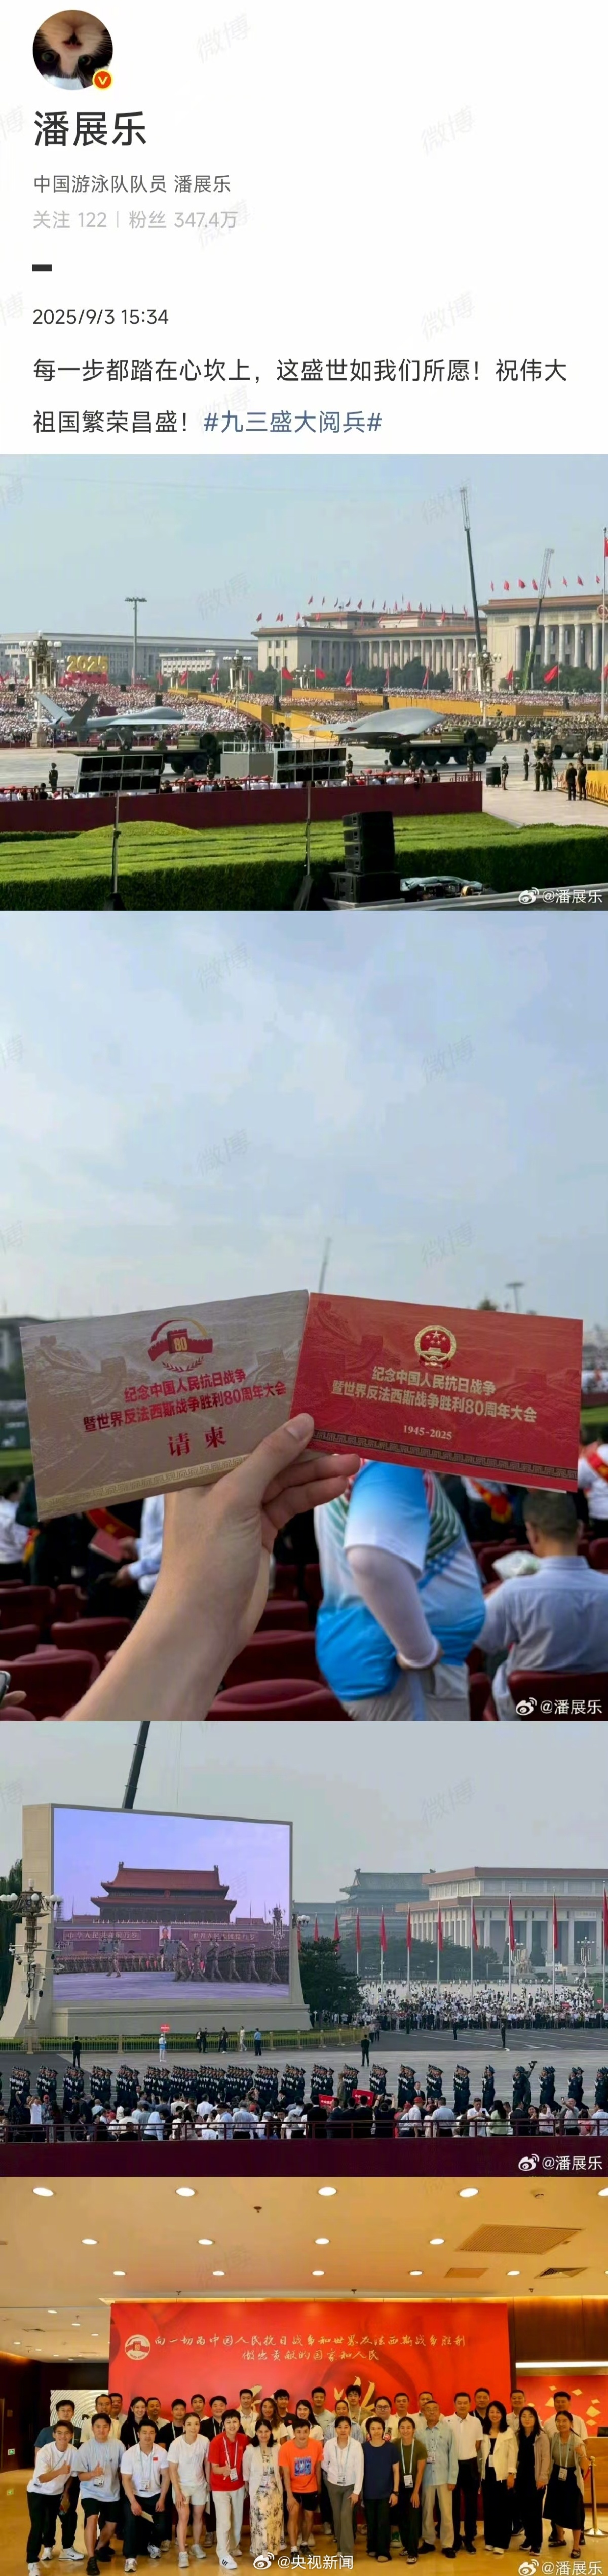 潘展乐
中国游泳队队员 潘展乐
关注 122 | 粉丝 347.4万
2025/9/3 15:34
每一步都踏在心坎上，这盛世如我们所愿！祝伟大
祖国繁荣昌盛！#九三盛大阅兵#
2025
@潘展乐
80
纪念中国人民抗日战争
暨世界反法西斯战争胜利80周年大会
请柬
纪念中国人民抗日战争
暨世界反法西斯战争胜利80周年大会
1945-2025
@潘展乐
@潘展乐
向一切为中国人民抗日战争和世界反法西斯战争胜利
做出贡献的国家和人民
@央视新闻
@潘展乐
微博